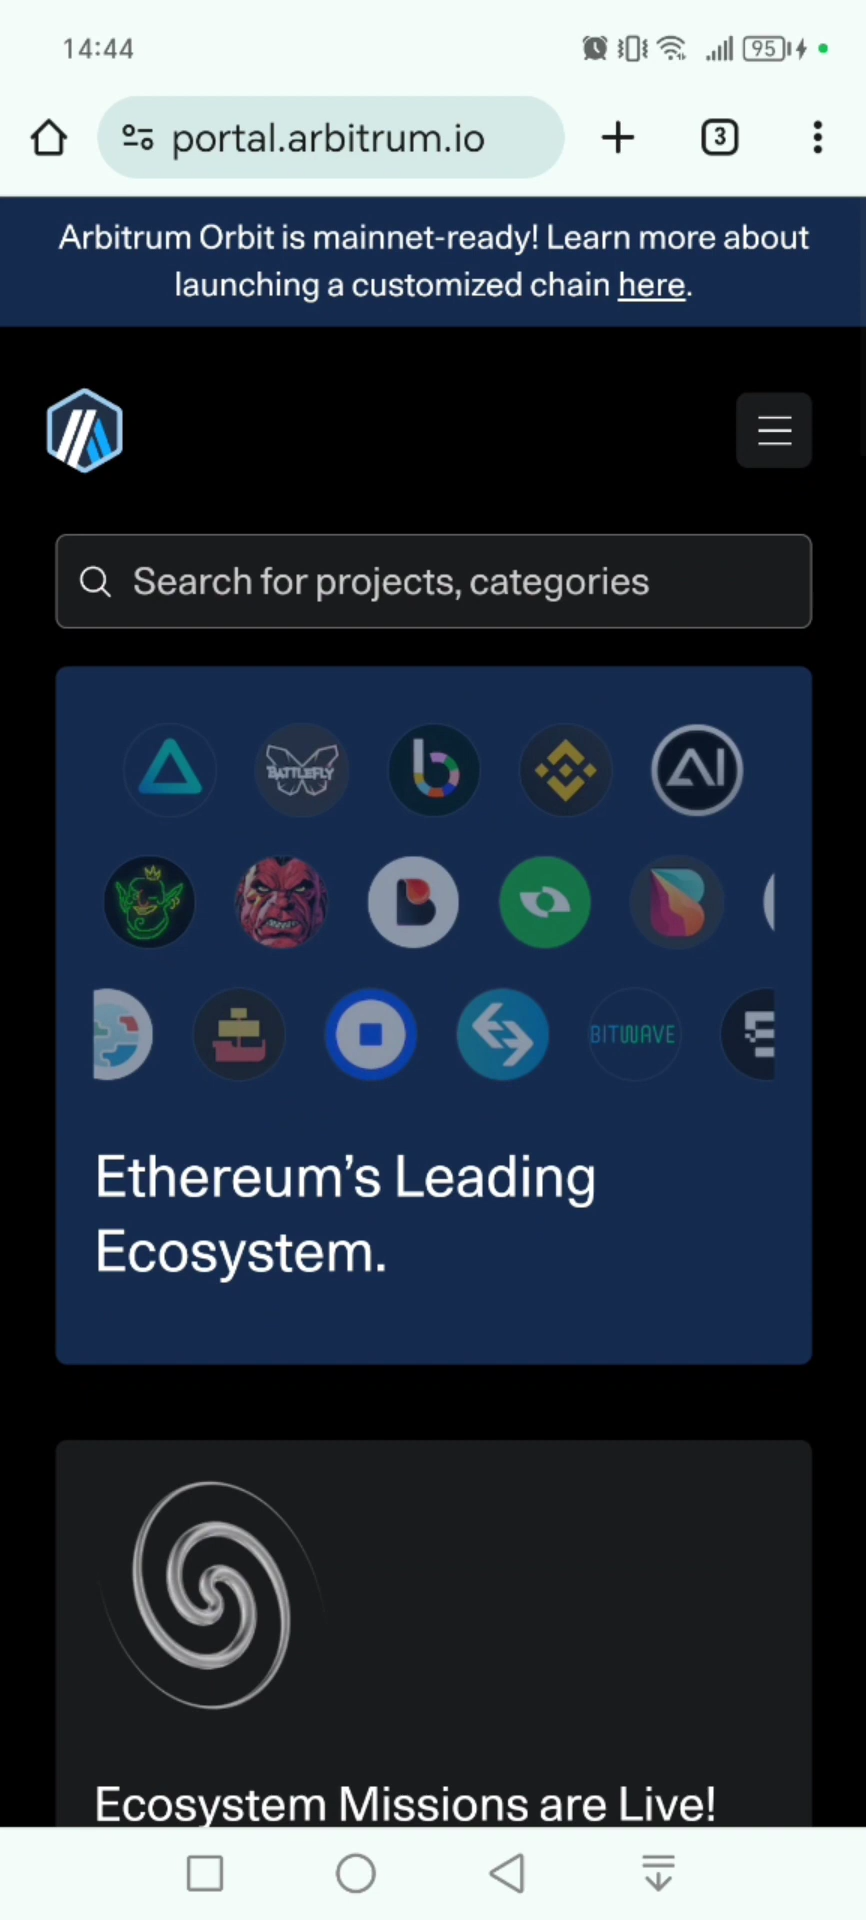 14:44
95
portal.arbitrum.io
3
Arbitrum Orbit is mainnet-ready! Learn more about
launching a customized chain here.
Search for projects, categories
BATTLEFLY
AI
BITWAVE
Ethereum’s Leading
Ecosystem.
Ecosystem Missions are Live!